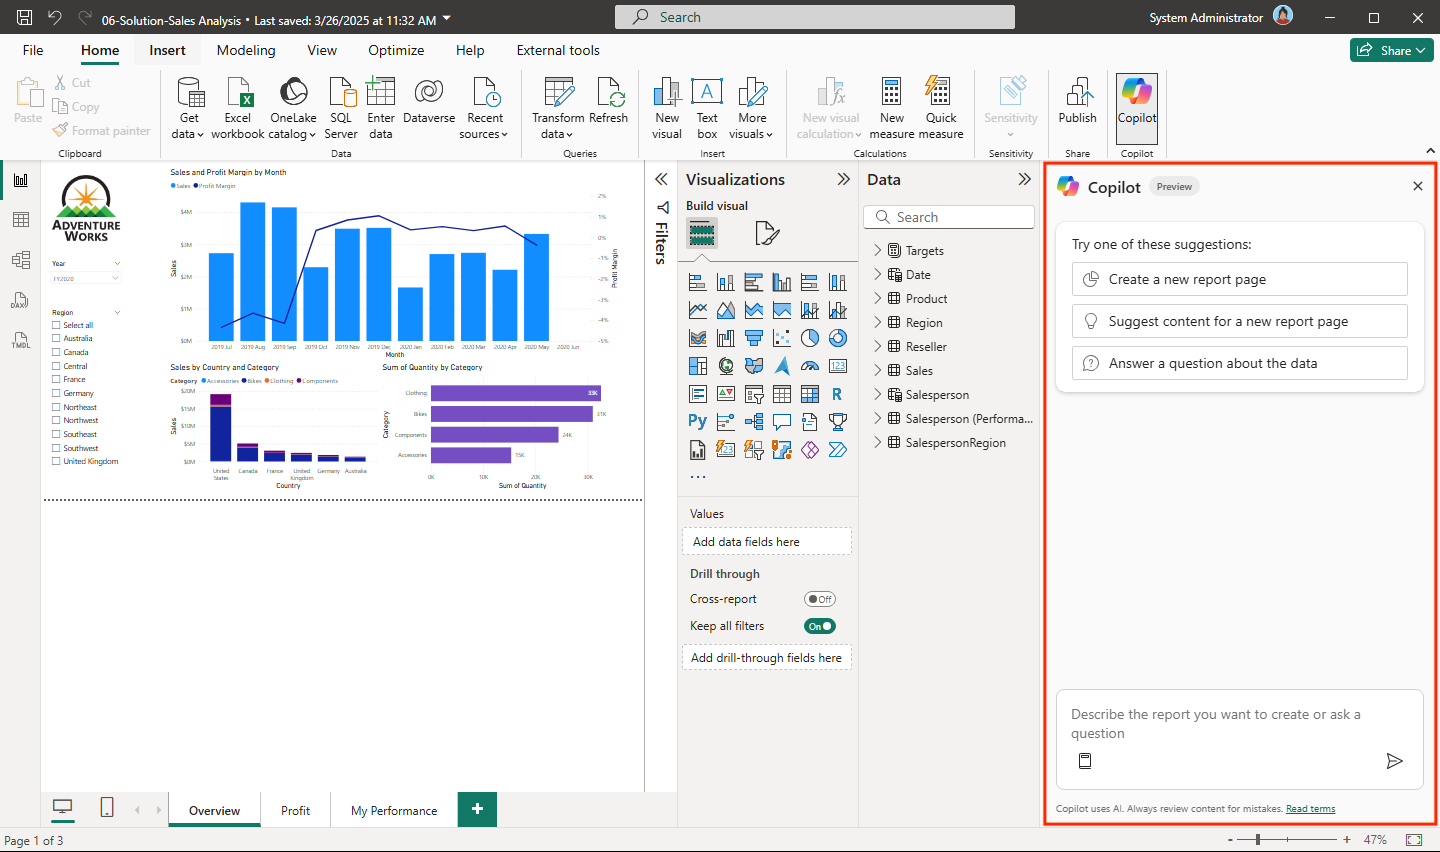 06-Solution-Sales Analysis • Last saved: 3/26/2025 at 11:32 AM
Search
System Administrator
File
Home
Insert
Modeling
View
Optimize
Help
External tools
Share
Paste
Cut
Copy
Format painter
Clipboard
Get data
Excel workbook
OneLake catalog
SQL Server
Enter data
Dataverse
Recent sources
Data
Transform data
Refresh
Queries
New visual
Text box
More visuals
Insert
New visual calculation
New measure
Quick measure
Calculations
Sensitivity
Sensitivity
Publish
Share
Copilot
Copilot
DAX
TMDL
ADVENTURE
WORKS
Year
FY2020
Region
Select all
Australia
Canada
Central
France
Germany
Northeast
Northwest
Southeast
Southwest
United Kingdom
Sales and Profit Margin by Month
Sales Profit Margin
Sales
$4M
$3M
$2M
$1M
$0M
2%
1%
0%
-1%
-2%
-3%
-4%
-5%
Profit Margin
2019 Jul 2019 Aug 2019 Sep 2019 Oct 2019 Nov 2019 Dec 2020 Jan 2020 Feb 2020 Mar 2020 Apr 2020 May 2020 Jun
Month
Sales by Country and Category
Category Accessories Bikes Clothing Components
Sales
$20M
$15M
$10M
$5M
$0M
United States Canada France United Kingdom Germany Australia
Country
Sum of Quantity by Category
Category
Clothing 33K
Bikes 31K
Components 24K
Accessories 15K
0K 10K 20K 30K
Sum of Quantity
Filters
Visualizations
Build visual
123
R
Py
123
...
Values
Add data fields here
Drill through
Cross-report Off
Keep all filters On
Add drill-through fields here
Data
Search
Targets
Date
Product
Region
Reseller
Sales
Salesperson
Salesperson (Performa...
SalespersonRegion
Copilot Preview
Try one of these suggestions:
Create a new report page
Suggest content for a new report page
Answer a question about the data
Describe the report you want to create or ask a
question
Copilot uses AI. Always review content for mistakes. Read terms
Overview
Profit
My Performance
+
Page 1 of 3
- + 47%